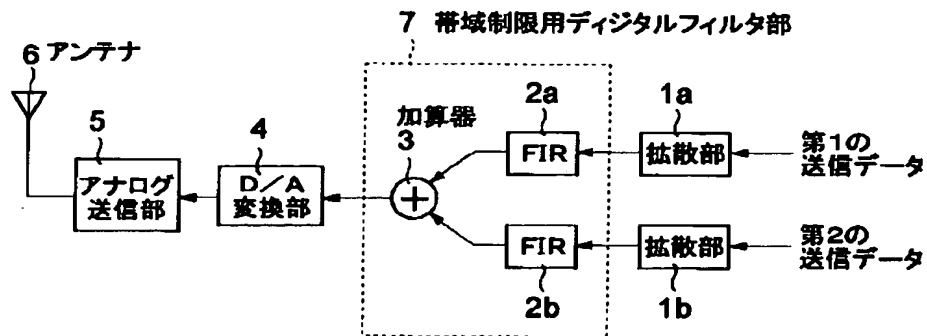 7 帯域制限用ディジタルフィルタ部
6 アンテナ
5
アナログ
送信部
4
D/A
変換部
加算器
3
2a
FIR
1a
拡散部
第1の
送信データ
FIR
2b
拡散部
1b
第2の
送信データ